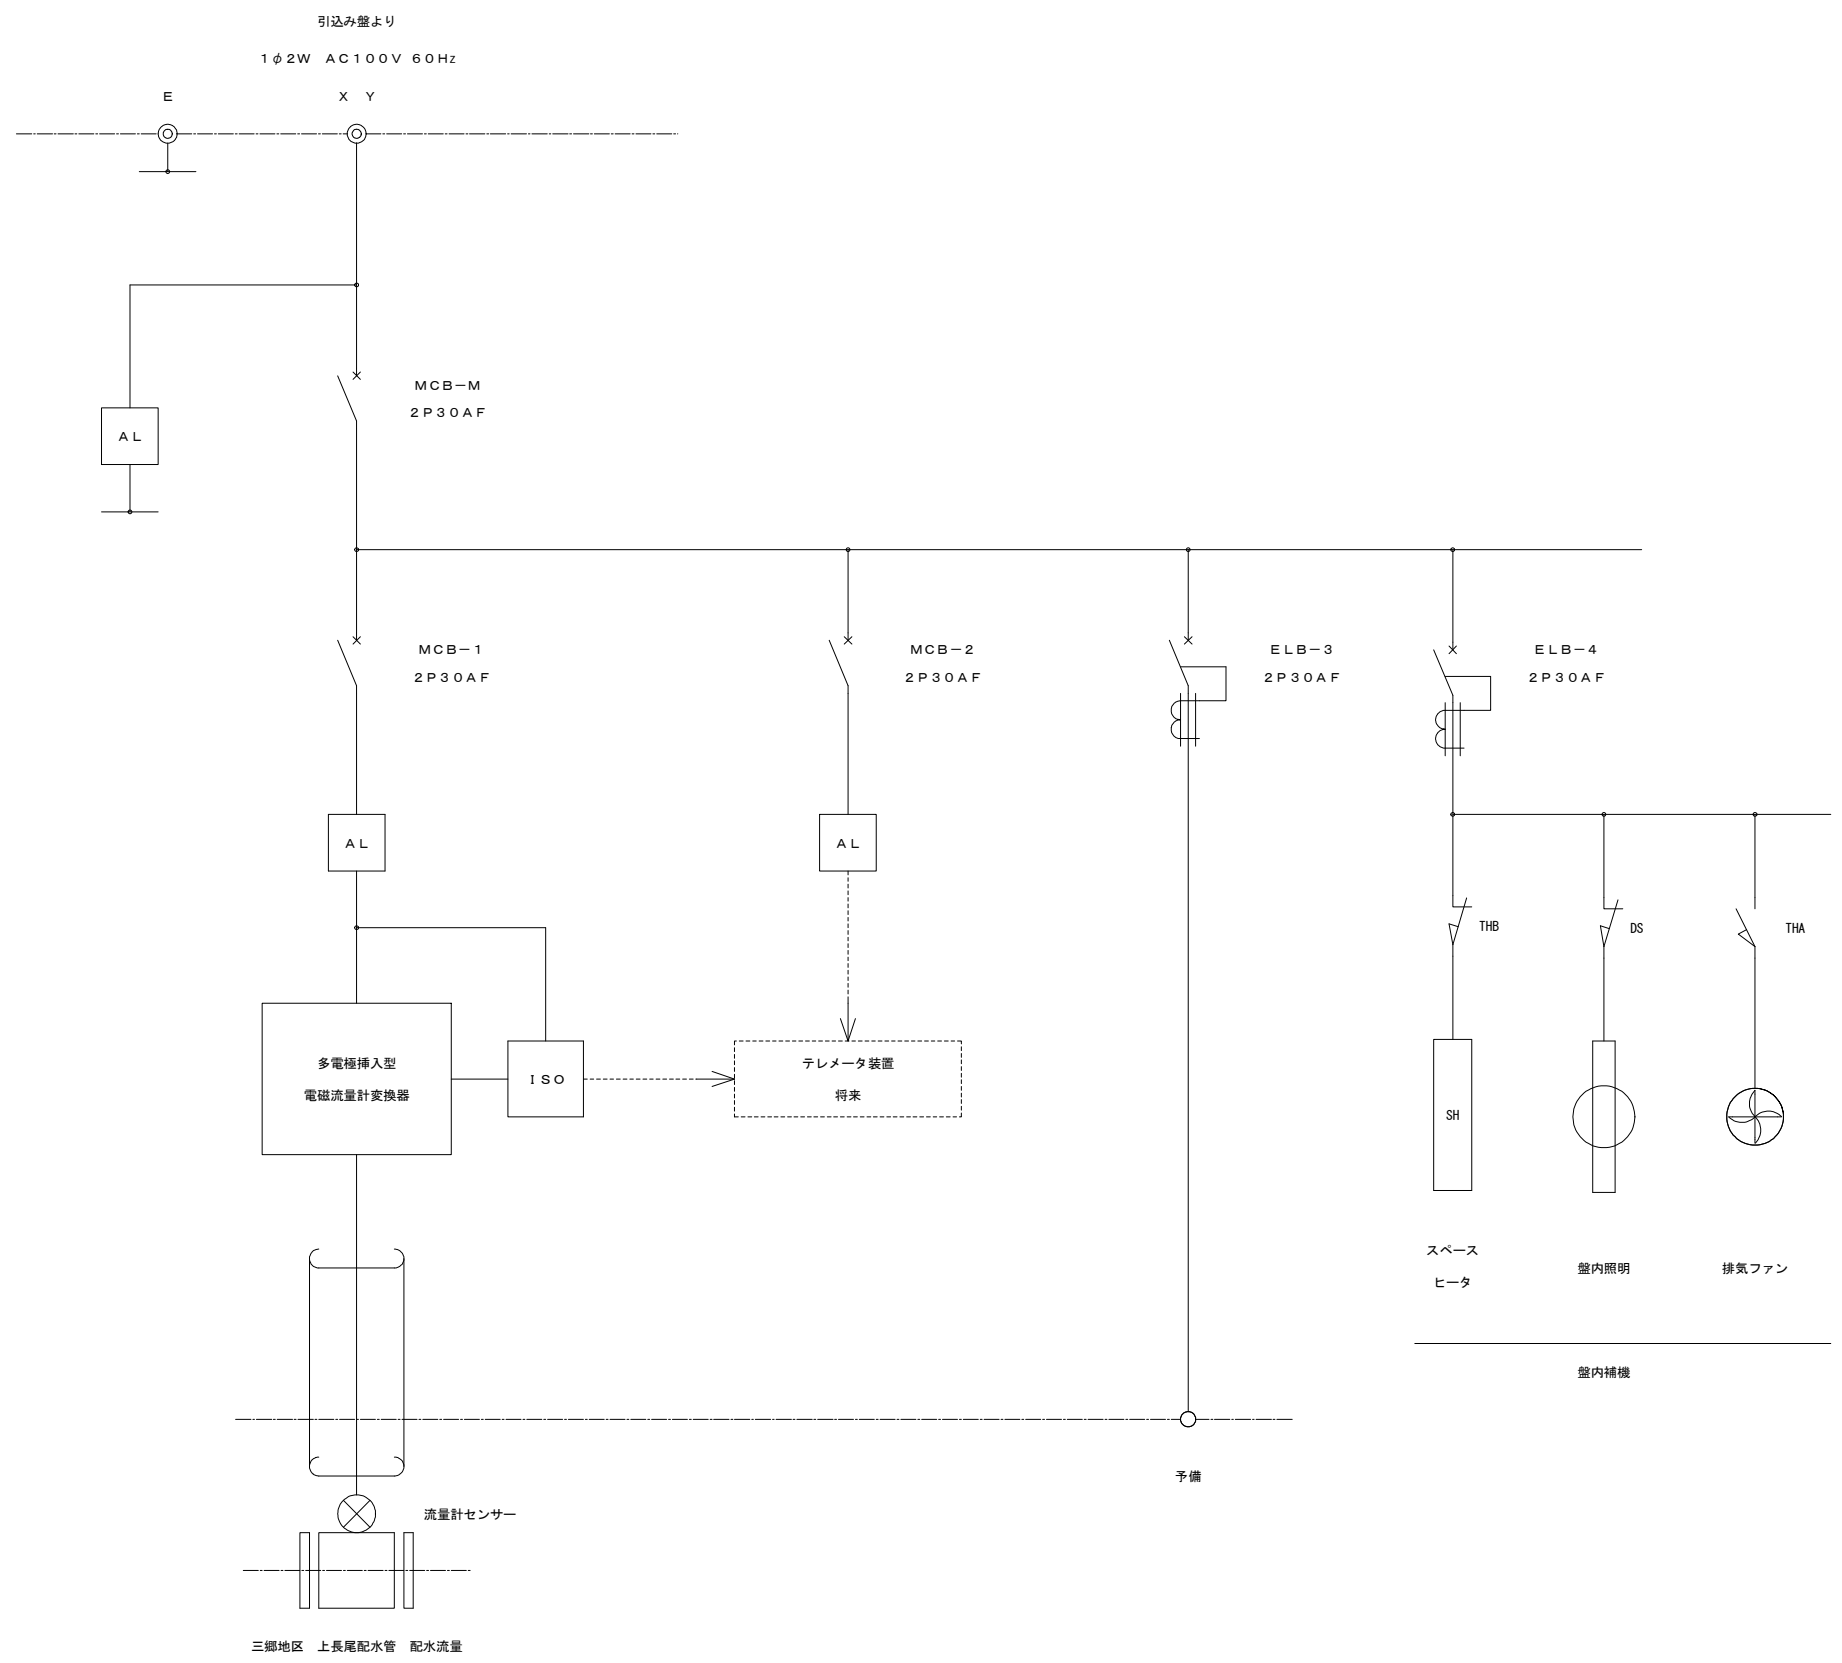 引込み盤より
1φ2W AC100V 60Hz
E X Y
MCB-M
2P30AF
AL
MCB-1
2P30AF
MCB-2
2P30AF
ELB-3
2P30AF
ELB-4
2P30AF
AL
AL
THB
DS
THA
多電極挿入型
電磁流量計変換器
ISO
テレメータ装置
将来
SH
スペース
ヒータ
盤内照明
排気ファン
盤内補機
予備
流量計センサー
三郷地区 上長尾配水管 配水流量